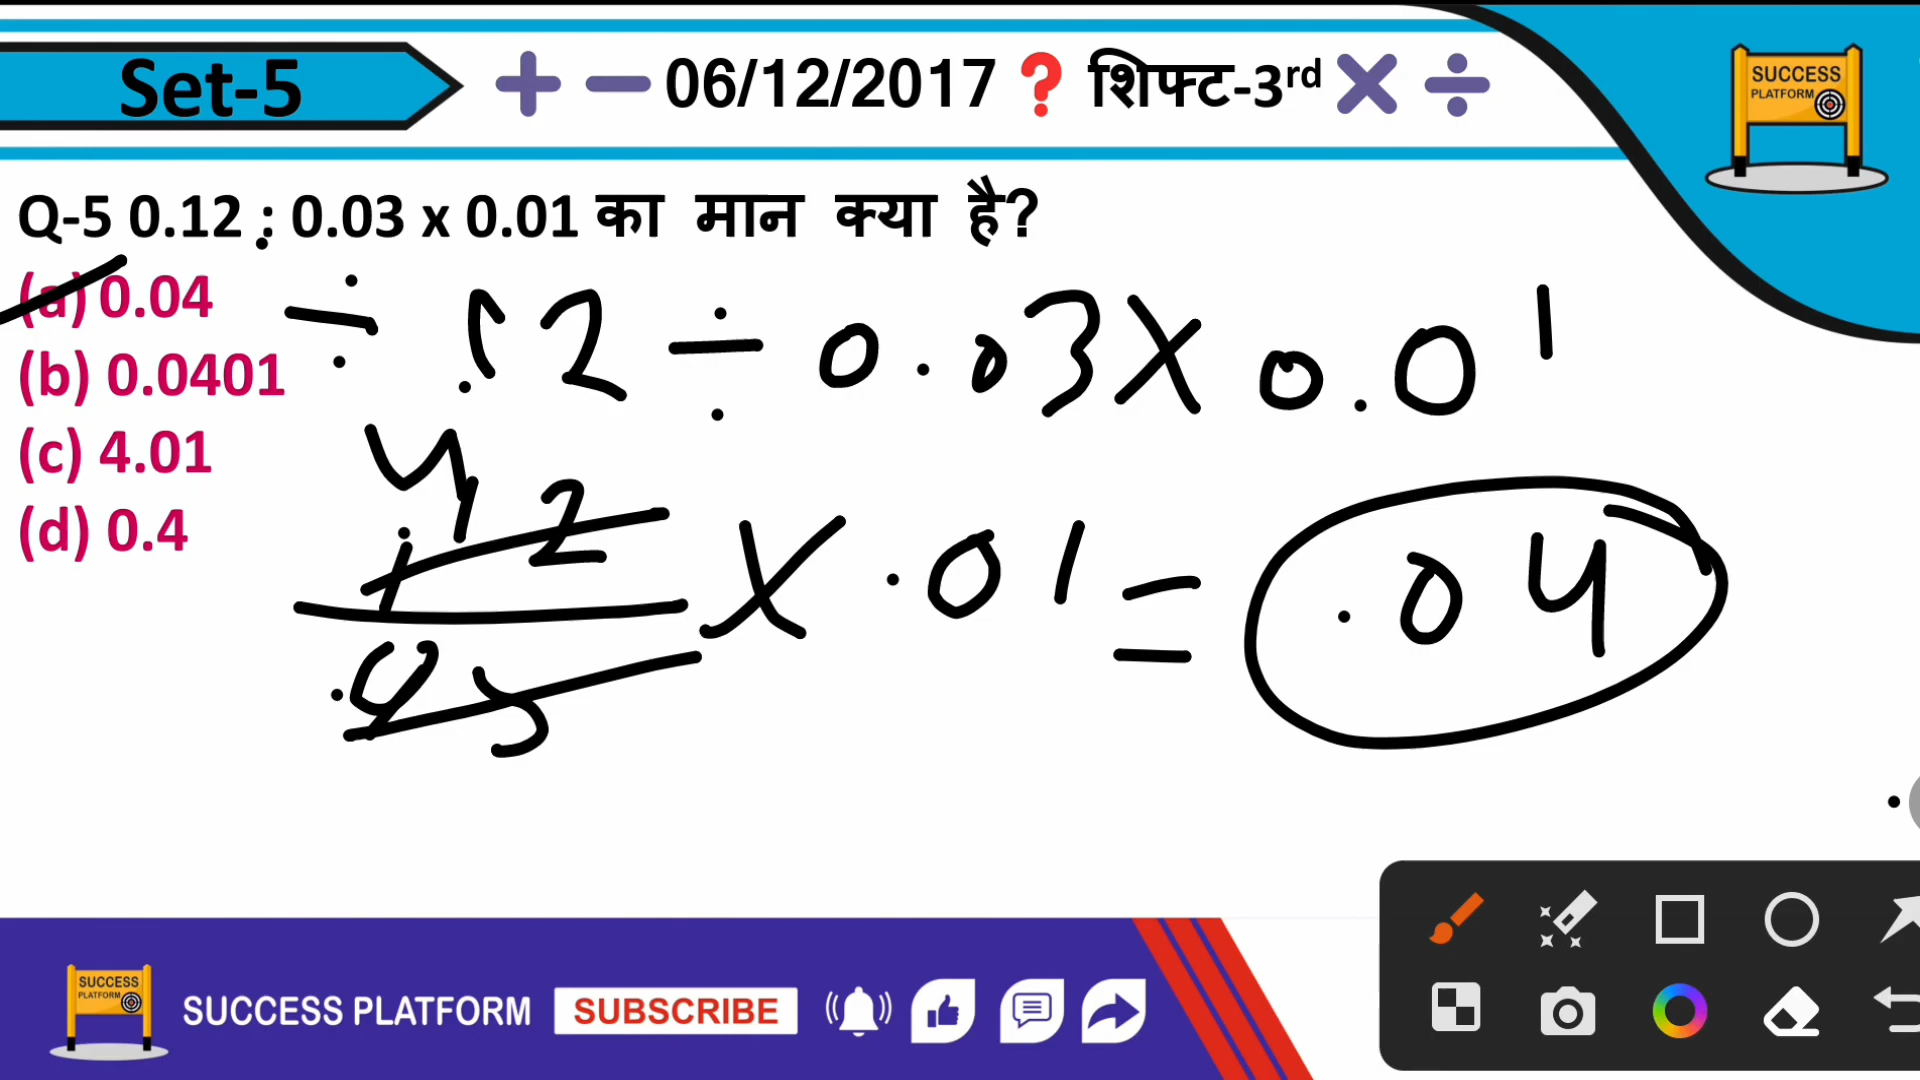 Set-5
06/12/2017 ❓ शिफ्ट-3rd
SUCCESS
PLATFORM
Q-5 0.12 : 0.03 x 0.01 का मान क्या है?
(a) 0.04
(b) 0.0401
(c) 4.01
(d) 0.4
÷ .12 ÷ 0.03 X 0.01
4
.12
.03
X .01 = .04
SUCCESS
PLATFORM
SUCCESS PLATFORM
SUBSCRIBE